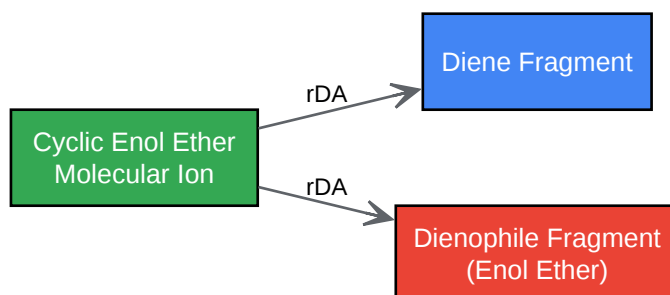 Diene Fragment
rDA
Cyclic Enol Ether
Molecular Ion
rDA
Dienophile Fragment
(Enol Ether)